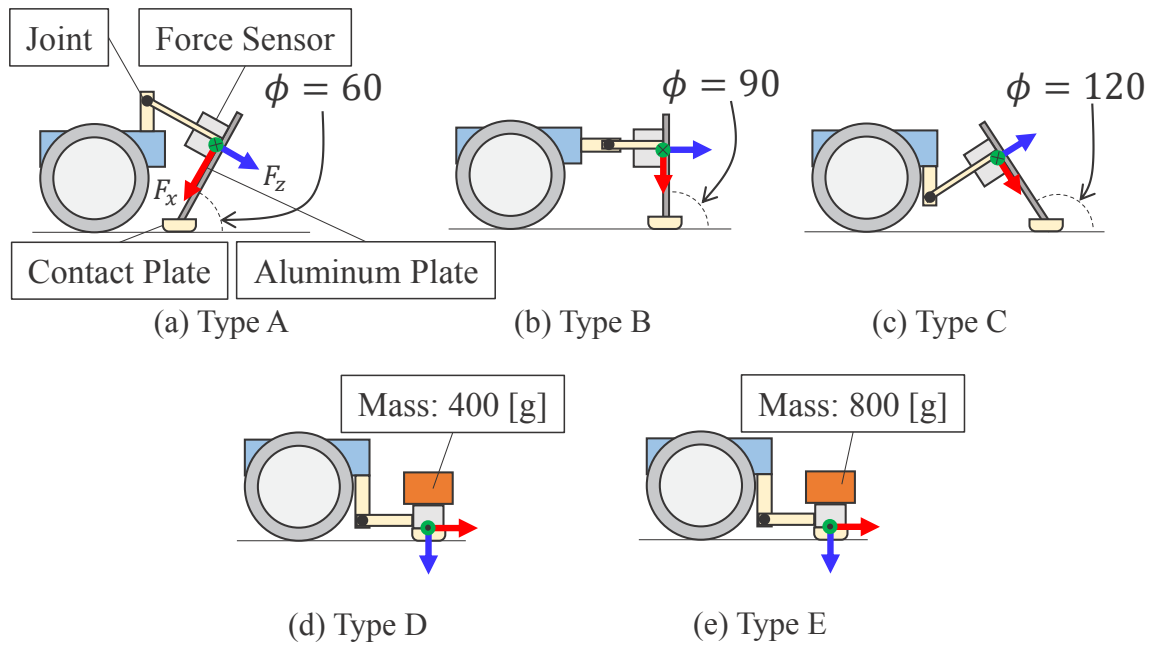 Joint
Force Sensor
ϕ = 60
ϕ = 90
ϕ = 120
F_x
F_z
Contact Plate
Aluminum Plate
(a) Type A
(b) Type B
(c) Type C
Mass: 400 [g]
Mass: 800 [g]
(d) Type D
(e) Type E